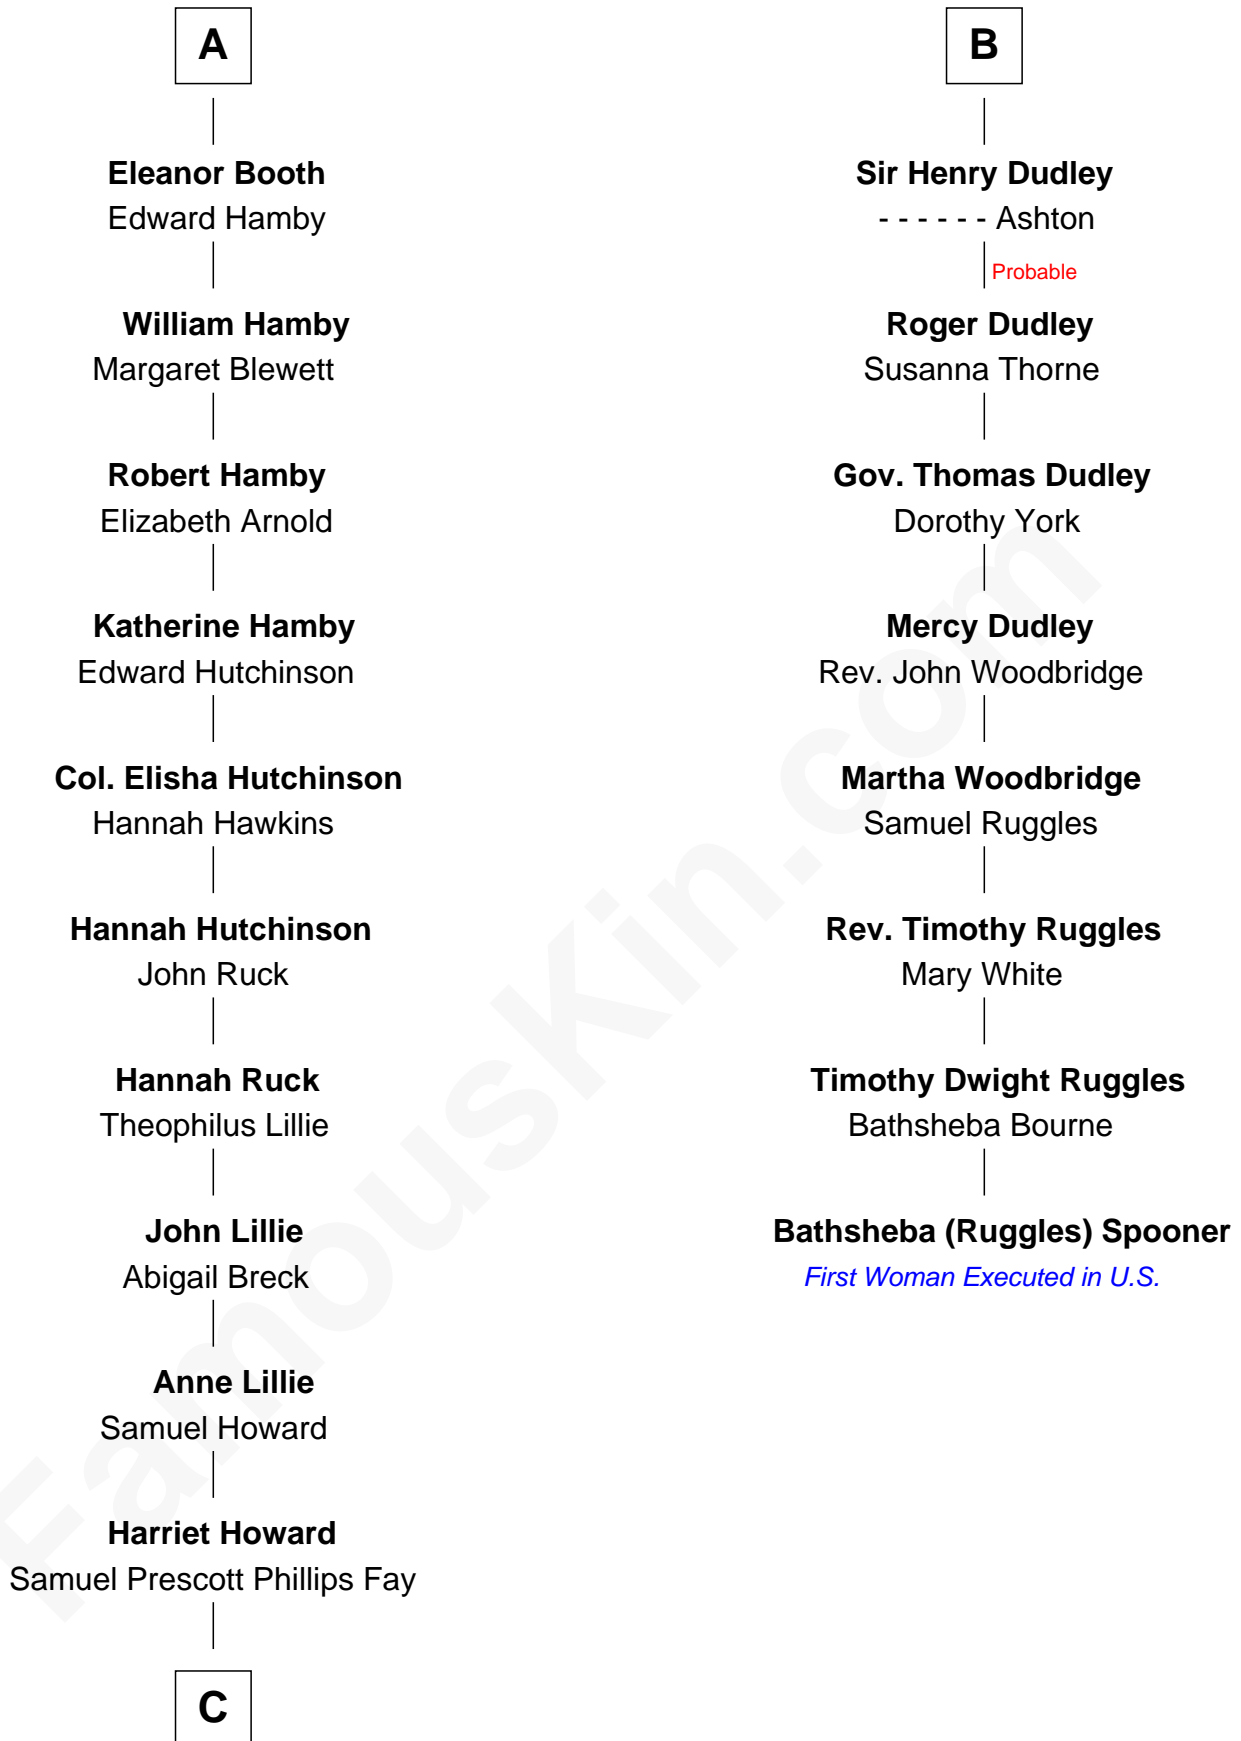 A
Eleanor Booth
Edward Hamby
William Hamby
Margaret Blewett
Robert Hamby
Elizabeth Arnold
Katherine Hamby
Edward Hutchinson
Col. Elisha Hutchinson
Hannah Hawkins
Hannah Hutchinson
John Ruck
Hannah Ruck
Theophilus Lillie
John Lillie
Abigail Breck
Anne Lillie
Samuel Howard
Harriet Howard
Samuel Prescott Phillips Fay
C
B
Sir Henry Dudley
- - - - - - Ashton
Probable
Roger Dudley
Susanna Thorne
Gov. Thomas Dudley
Dorothy York
Mercy Dudley
Rev. John Woodbridge
Martha Woodbridge
Samuel Ruggles
Rev. Timothy Ruggles
Mary White
Timothy Dwight Ruggles
Bathsheba Bourne
Bathsheba (Ruggles) Spooner
First Woman Executed in U.S.
FamousKin.com